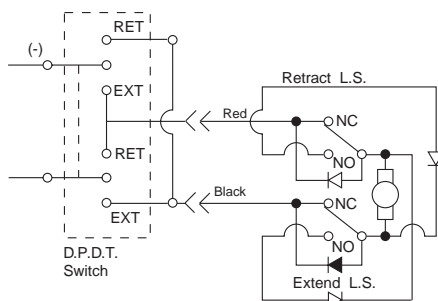 RET
(-)
Retract L.S.
EXT
Red
NC
RET
NO
Black
NC
EXT
NO
D.P.D.T.
Switch
Extend L.S.